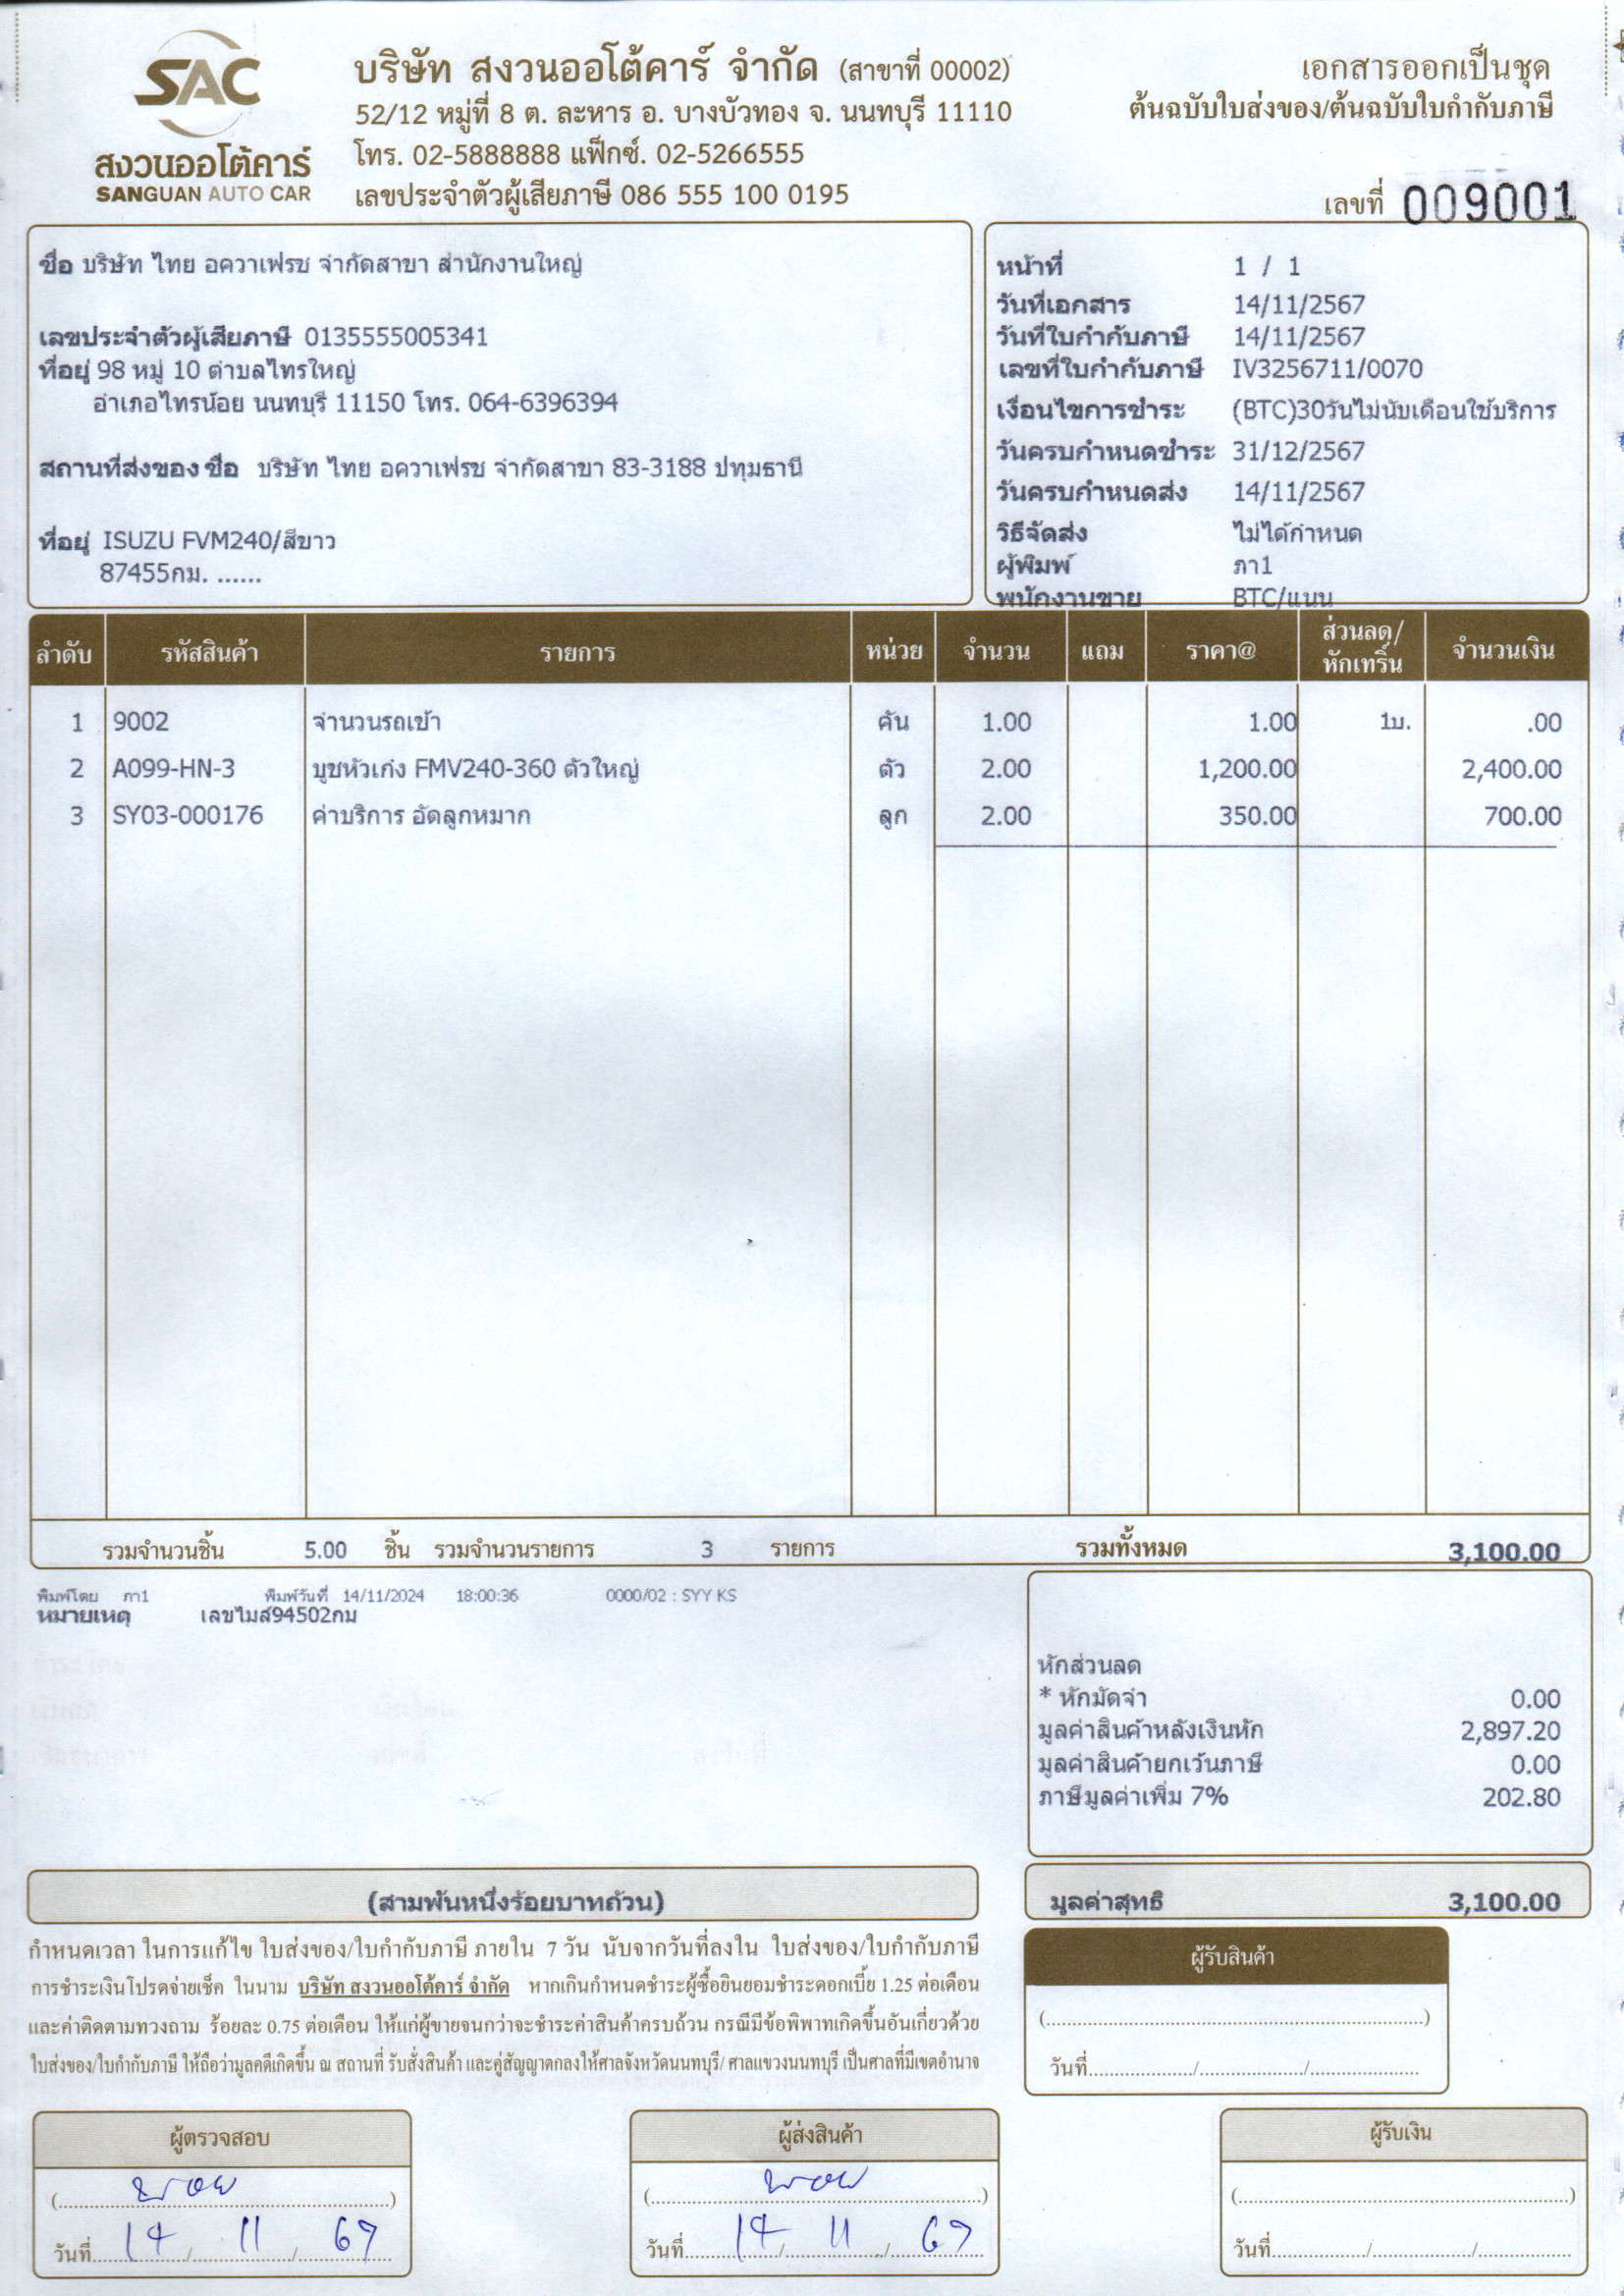 SAC
สงวนออโต้คาร์
SANGUAN AUTO CAR
บริษัท สงวนออโต้คาร์ จำกัด (สาขาที่ 00002)
52/12 หมู่ที่ 8 ต. ละหาร อ. บางบัวทอง จ. นนทบุรี 11110
โทร. 02-5888888 แฟ็กซ์. 02-5266555
เลขประจำตัวผู้เสียภาษี 086 555 100 0195
เอกสารออกเป็นชุด
ต้นฉบับใบส่งของ/ต้นฉบับใบกำกับภาษี
เลขที่ 009001
ชื่อ บริษัท ไทย อควาเฟรช จำกัดสาขา สำนักงานใหญ่
เลขประจำตัวผู้เสียภาษี 0135555005341
ที่อยู่ 98 หมู่ 10 ตำบลไทรใหญ่
อำเภอไทรน้อย นนทบุรี 11150 โทร. 064-6396394
สถานที่ส่งของ ชื่อ บริษัท ไทย อควาเฟรช จำกัดสาขา 83-3188 ปทุมธานี
ที่อยู่ ISUZU FVM240/สีขาว
87455กม. ......
หน้าที่ 1 / 1
วันที่เอกสาร 14/11/2567
วันที่ใบกำกับภาษี 14/11/2567
เลขที่ใบกำกับภาษี IV3256711/0070
เงื่อนไขการชำระ (BTC)30วันไม่นับเดือนใช้บริการ
วันครบกำหนดชำระ 31/12/2567
วันครบกำหนดส่ง 14/11/2567
วิธีจัดส่ง ไม่ได้กำหนด
ผู้พิมพ์ ภา1
พนักงานขาย BTC/แนน
ลำดับ รหัสสินค้า รายการ หน่วย จำนวน แถม ราคา@ ส่วนลด/หักเทริ์น จำนวนเงิน
1 9002 จำนวนรถเข้า คัน 1.00 1.00 1บ. .00
2 A099-HN-3 บูชหัวเก๋ง FMV240-360 ตัวใหญ่ ตัว 2.00 1,200.00 2,400.00
3 SY03-000176 ค่าบริการ อัดลูกหมาก ลูก 2.00 350.00 700.00
รวมจำนวนชิ้น 5.00 ชิ้น รวมจำนวนรายการ 3 รายการ รวมทั้งหมด 3,100.00
พิมพ์โดย ภา1 พิมพ์วันที่ 14/11/2024 18:00:36 0000/02 : SYY KS
หมายเหตุ เลขไมล์94502กม
หักส่วนลด
* หักมัดจำ 0.00
มูลค่าสินค้าหลังเงินหัก 2,897.20
มูลค่าสินค้ายกเว้นภาษี 0.00
ภาษีมูลค่าเพิ่ม 7% 202.80
(สามพันหนึ่งร้อยบาทถ้วน)
มูลค่าสุทธิ 3,100.00
กำหนดเวลา ในการแก้ไข ใบส่งของ/ใบกำกับภาษี ภายใน 7 วัน นับจากวันที่ลงใน ใบส่งของ/ใบกำกับภาษี
การชำระเงินโปรดจ่ายเช็ค ในนาม บริษัท สงวนออโต้คาร์ จำกัด หากเกินกำหนดชำระผู้ซื้อยินยอมชำระดอกเบี้ย 1.25 ต่อเดือน
และค่าติดตามทวงถาม ร้อยละ 0.75 ต่อเดือน ให้แก่ผู้ขายจนกว่าจะชำระค่าสินค้าครบถ้วน กรณีมีข้อพิพาทเกิดขึ้นอันเกี่ยวด้วย
ใบส่งของ/ใบกำกับภาษี ให้ถือว่ามูลคดีเกิดขึ้น ณ สถานที่ รับสั่งสินค้า และคู่สัญญาตกลงให้ศาลจังหวัดนนทบุรี/ ศาลแขวงนนทบุรี เป็นศาลที่มีเขตอำนาจ
ผู้รับสินค้า
(....................)
วันที่........../........../..........
ผู้ตรวจสอบ
วันที่ 14 / 11 / 67
ผู้ส่งสินค้า
วันที่ 14 / 11 / 67
ผู้รับเงิน
(....................)
วันที่........../........../..........